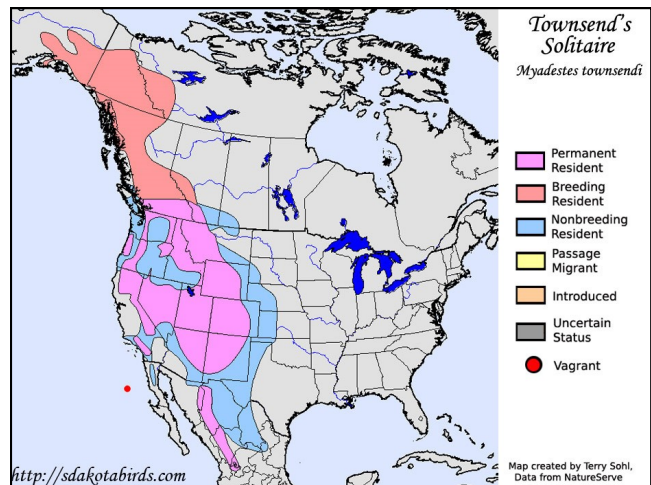 Townsend's
Solitaire
Myadestes townsendi
Permanent
Resident
Breeding
Resident
Nonbreeding
Resident
Passage
Migrant
Introduced
Uncertain
Status
Vagrant
http://sdakotabirds.com
Map created by Terry Sohl,
Data from NatureServe